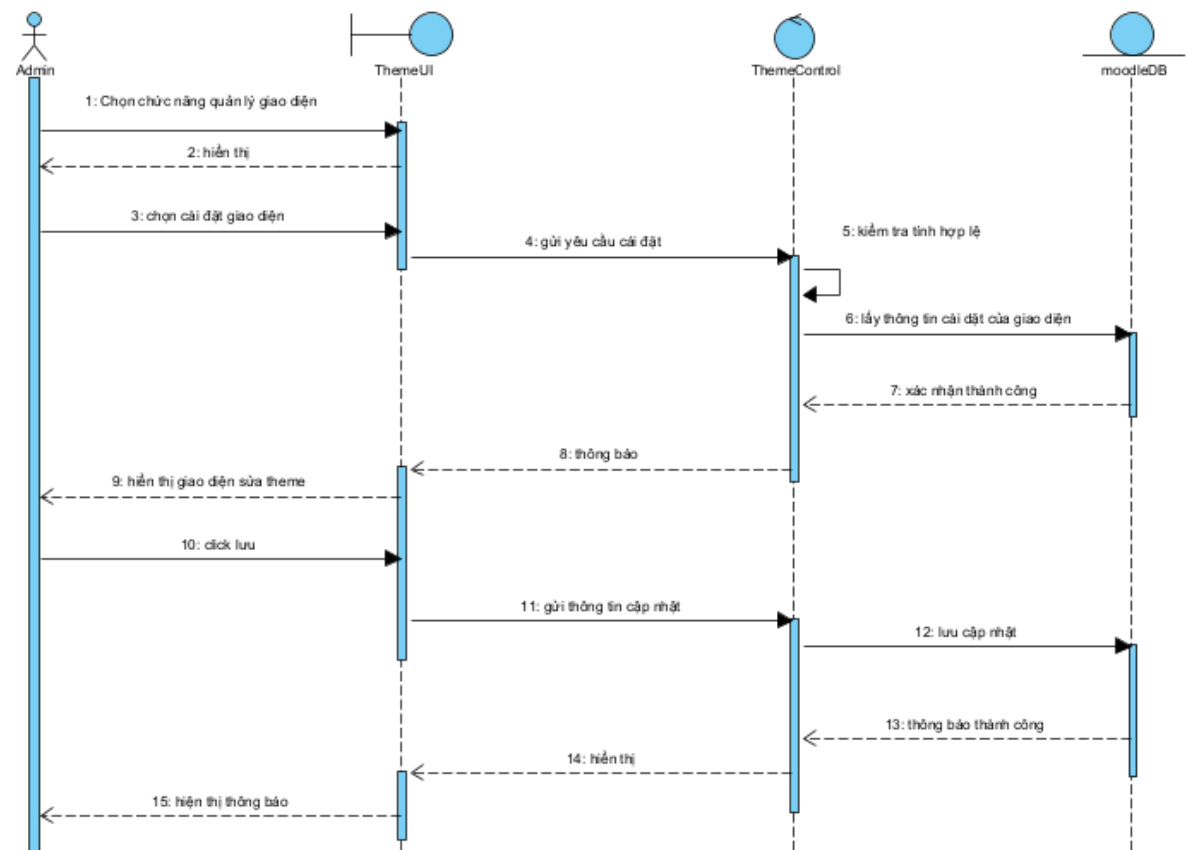 Admin
ThemeUI
ThemeControl
moodleDB
1: Chọn chức năng quản lý giao diện
2: hiển thị
3: chọn cài đặt giao diện
4: gửi yêu cầu cài đặt
5: kiểm tra tính hợp lệ
6: lấy thông tin cài dặt của giao diện
7: xác nhận thành công
8: thông báo
9: hiển thị giao diện sửa theme
10: click lưu
11: gửi thông tin cập nhật
12: lưu cập nhật
13: thông báo thành công
14: hiển thị
15: hiện thị thông báo